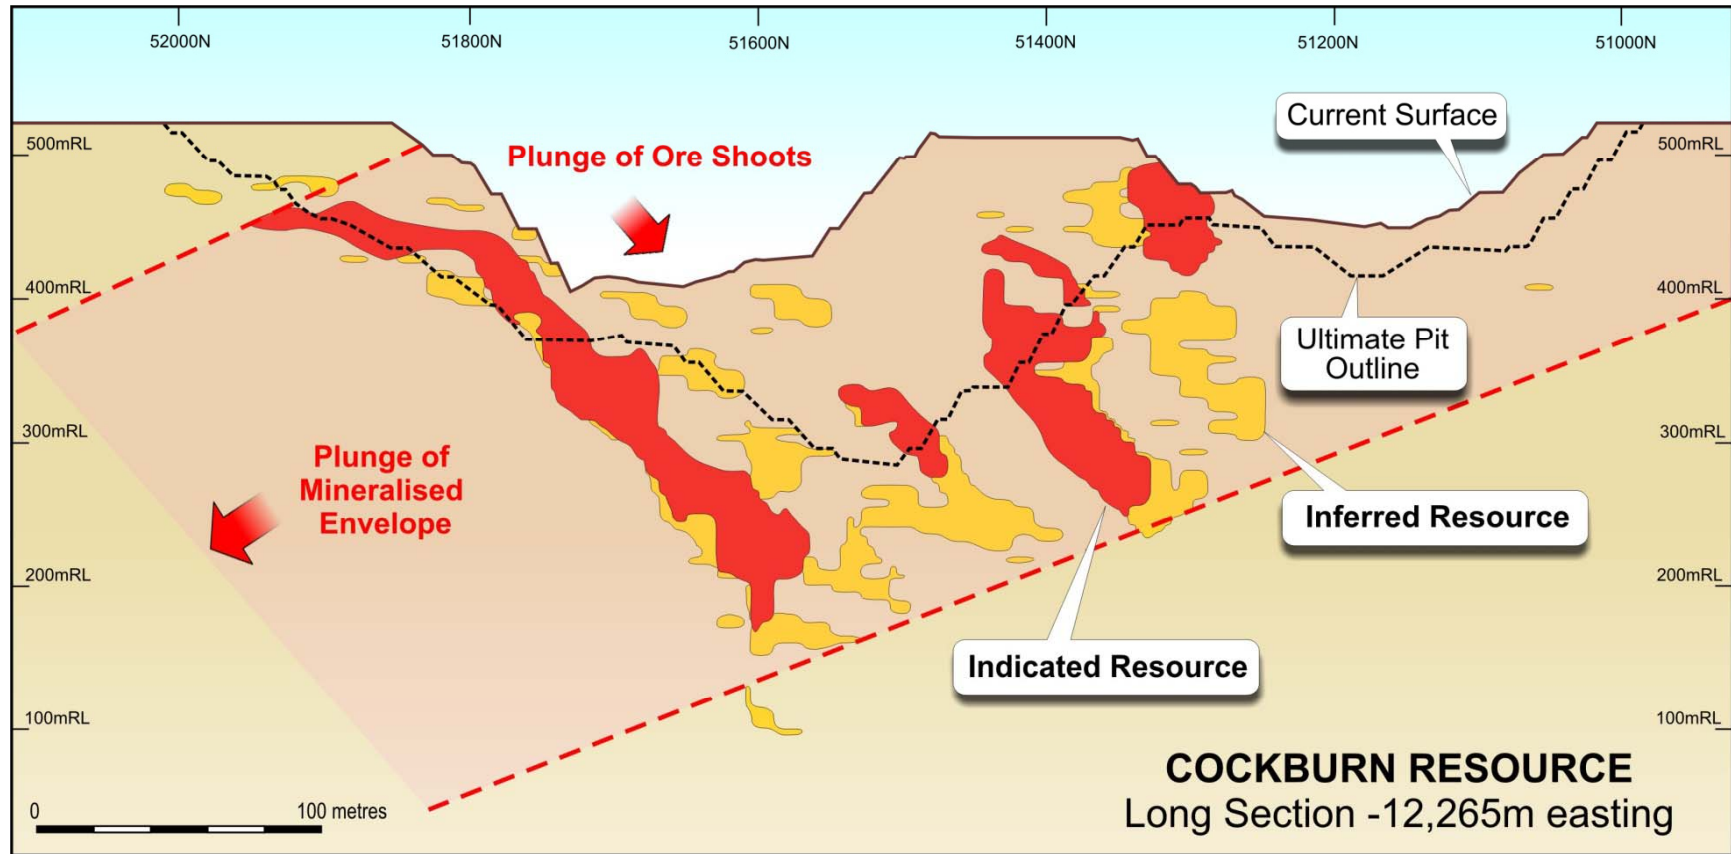 52000N
51800N
51600N
51400N
51200N
51000N
Current Surface
500mRL
500mRL
Plunge of Ore Shoots
400mRL
400mRL
Ultimate Pit
Outline
300mRL
300mRL
Plunge of
Mineralised
Envelope
Inferred Resource
200mRL
200mRL
Indicated Resource
100mRL
100mRL
COCKBURN RESOURCE
Long Section -12,265m easting
0
100 metres